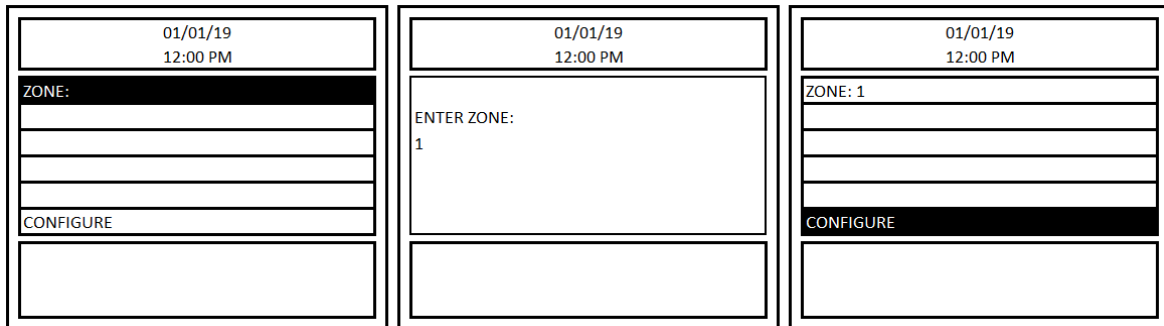 01/01/19
12:00 PM
ZONE:
CONFIGURE
01/01/19
12:00 PM
ENTER ZONE:
1
01/01/19
12:00 PM
ZONE: 1
CONFIGURE